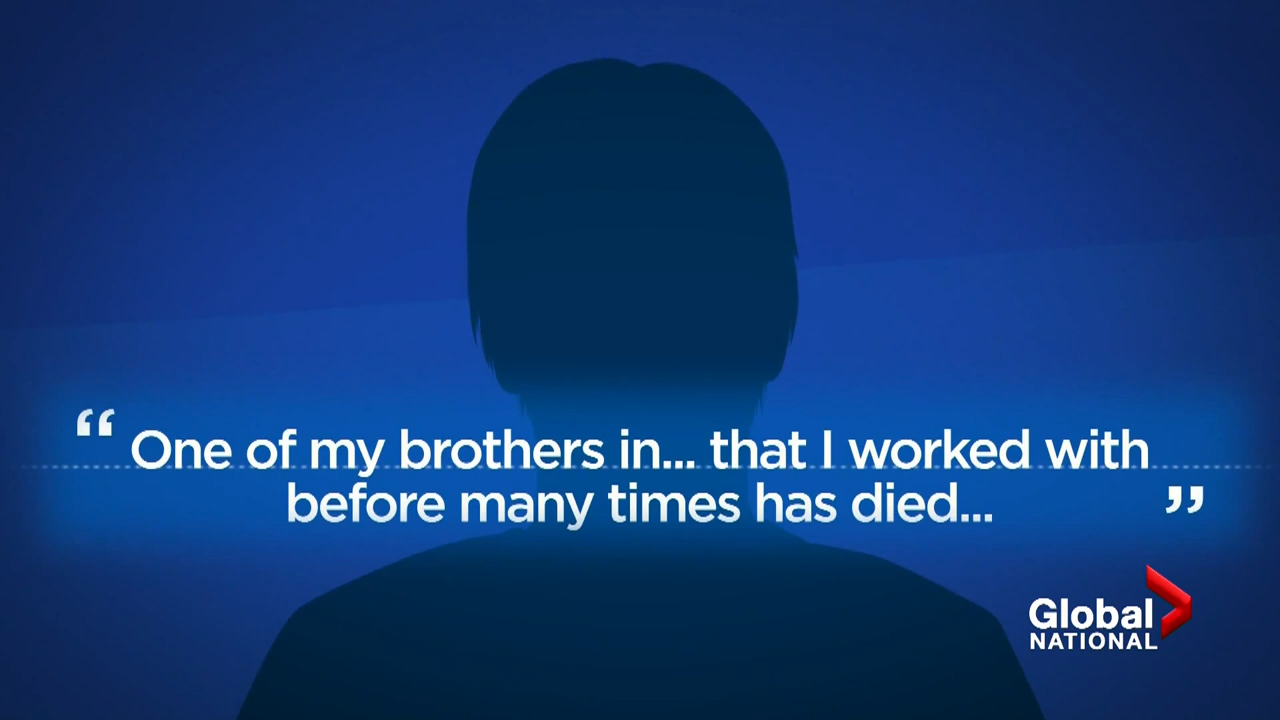 “ One of my brothers in... that I worked with
before many times has died... ”
Global
NATIONAL